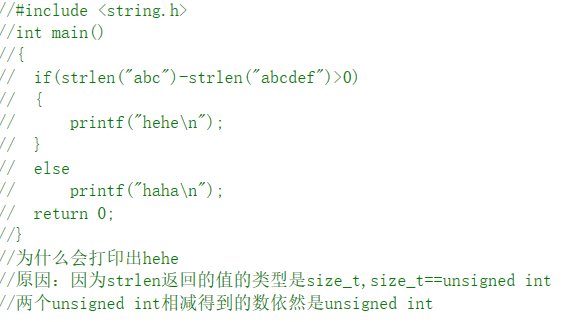 //#include <string.h>
//int main()
//{
//  if(strlen("abc")-strlen("abcdef")>0)
//  {
//      printf("hehe\n");
//  }
//  else
//      printf("haha\n");
//  return 0;
//}
//为什么会打印出hehe
//原因：因为strlen返回的值的类型是size_t,size_t==unsigned int
//两个unsigned int相减得到的数依然是unsigned int